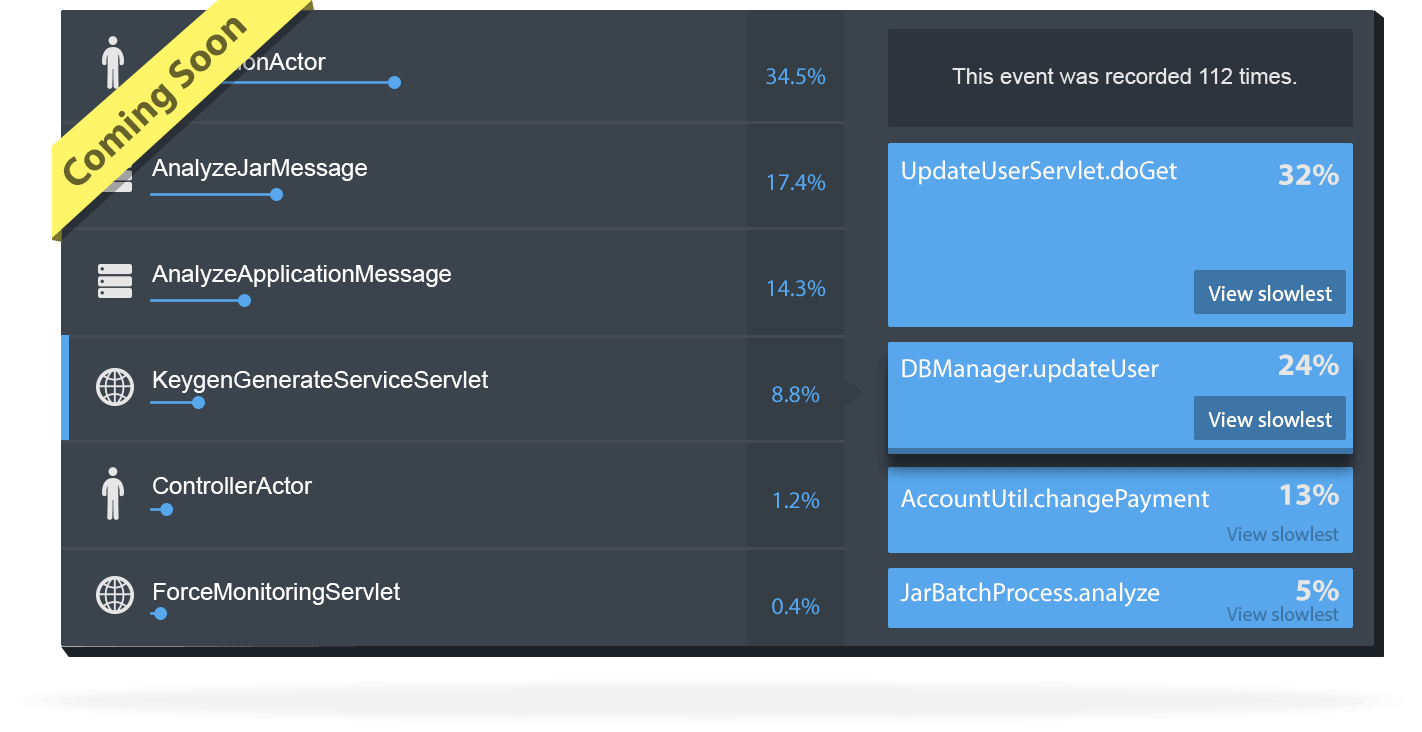 Coming Soon
34.5%
AnalyzeJarMessage
17.4%
AnalyzeApplicationMessage
14.3%
KeygenGenerateServiceServlet
8.8%
ControllerActor
1.2%
ForceMonitoringServlet
0.4%
This event was recorded 112 times.
UpdateUserServlet.doGet
32%
View slowlest
DBManager.updateUser
24%
View slowlest
AccountUtil.changePayment
13%
View slowlest
JarBatchProcess.analyze
5%
View slowlest